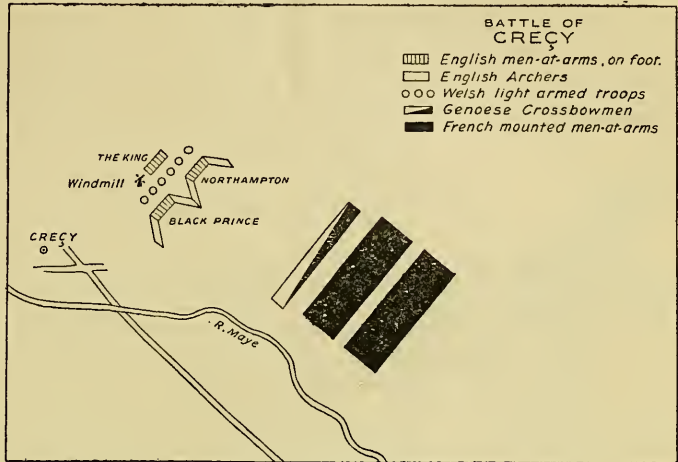 BATTLE OF
CREÇY
English men-at-arms, on foot.
English Archers
Welsh light armed troops
Genoese Crossbowmen
French mounted men-at-arms
THE KING
Windmill
NORTHAMPTON
BLACK PRINCE
CREÇY
R. Maye